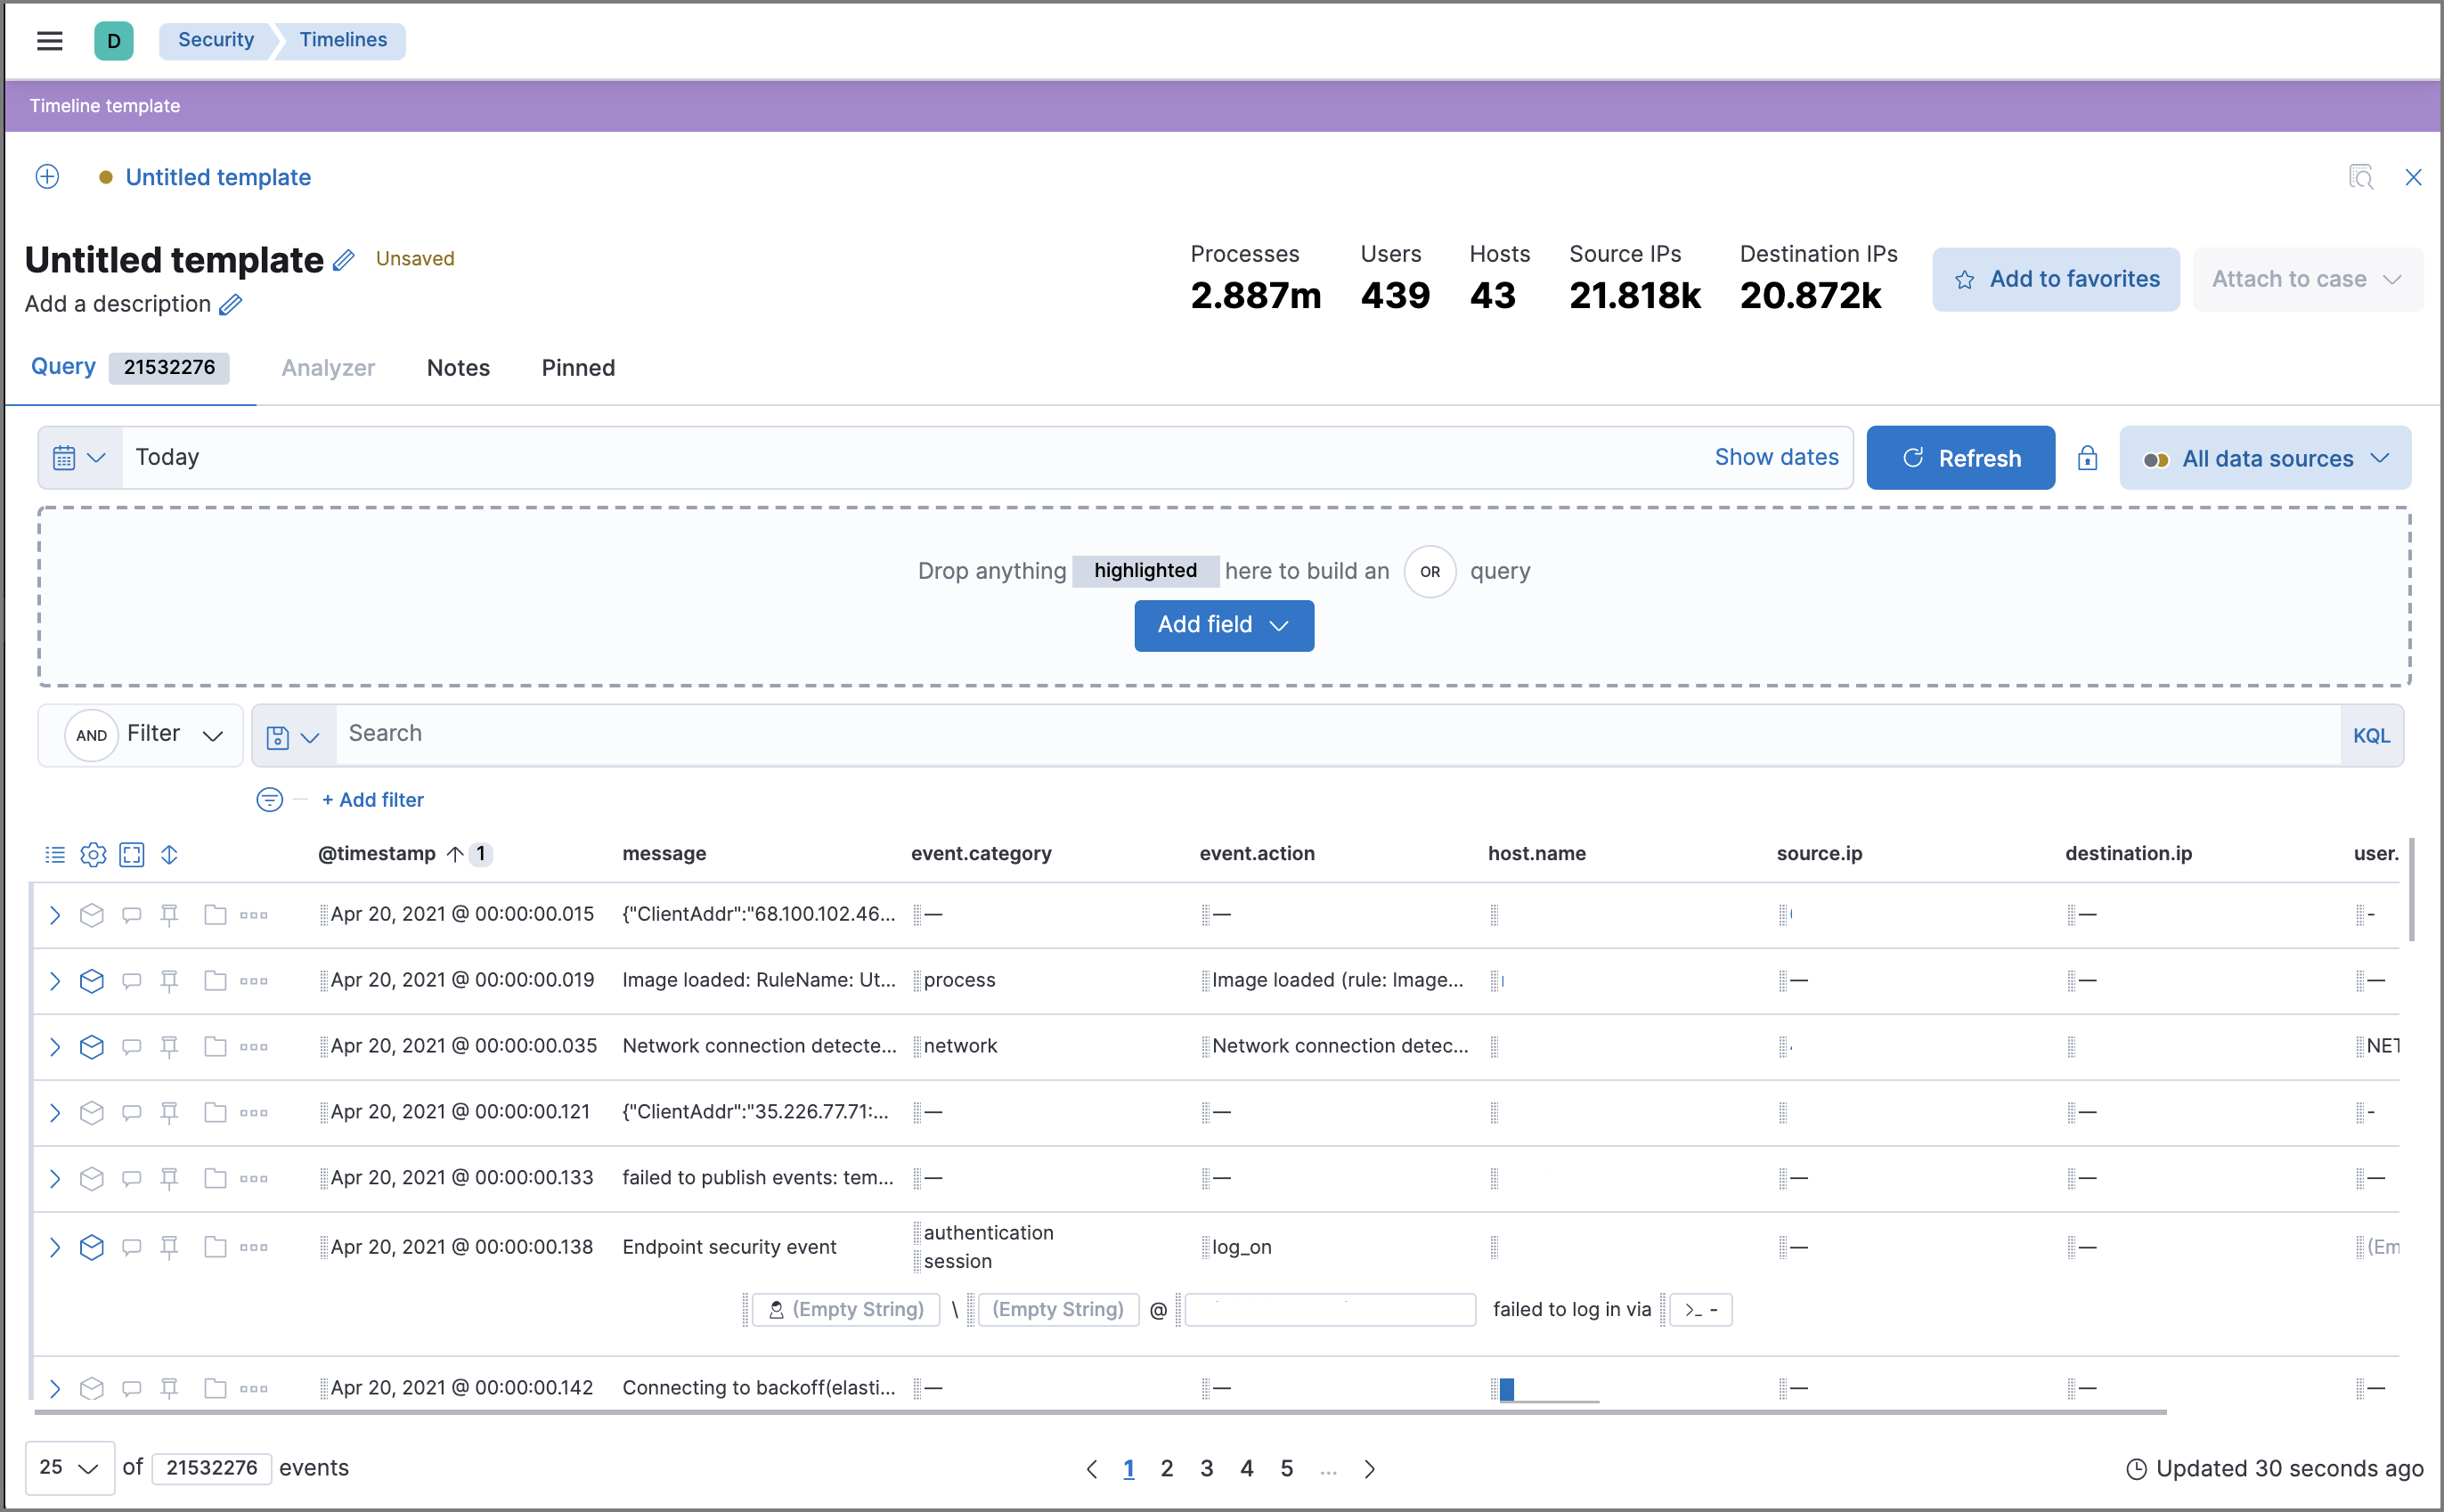 D Security Timelines
Timeline template
Untitled template
Untitled template Unsaved
Add a description
Processes Users Hosts Source IPs Destination IPs
2.887m 439 43 21.818k 20.872k
Add to favorites Attach to case
Query 21532276 Analyzer Notes Pinned
Today Show dates Refresh All data sources
Drop anything highlighted here to build an OR query
Add field
AND Filter Search KQL
+ Add filter
@timestamp 1 message event.category event.action host.name source.ip destination.ip user.
Apr 20, 2021 @ 00:00:00.015 {"ClientAddr":"68.100.102.46... — — — -
Apr 20, 2021 @ 00:00:00.019 Image loaded: RuleName: Ut... process Image loaded (rule: Image... — — —
Apr 20, 2021 @ 00:00:00.035 Network connection detecte... network Network connection detec... NET
Apr 20, 2021 @ 00:00:00.121 {"ClientAddr":"35.226.77.71:... — — — -
Apr 20, 2021 @ 00:00:00.133 failed to publish events: tem... — — — — —
Apr 20, 2021 @ 00:00:00.138 Endpoint security event authentication log_on — — (Em
session
(Empty String) \ (Empty String) @ failed to log in via >_ -
Apr 20, 2021 @ 00:00:00.142 Connecting to backoff(elasti... — — — — —
25 of 21532276 events 1 2 3 4 5 ... Updated 30 seconds ago